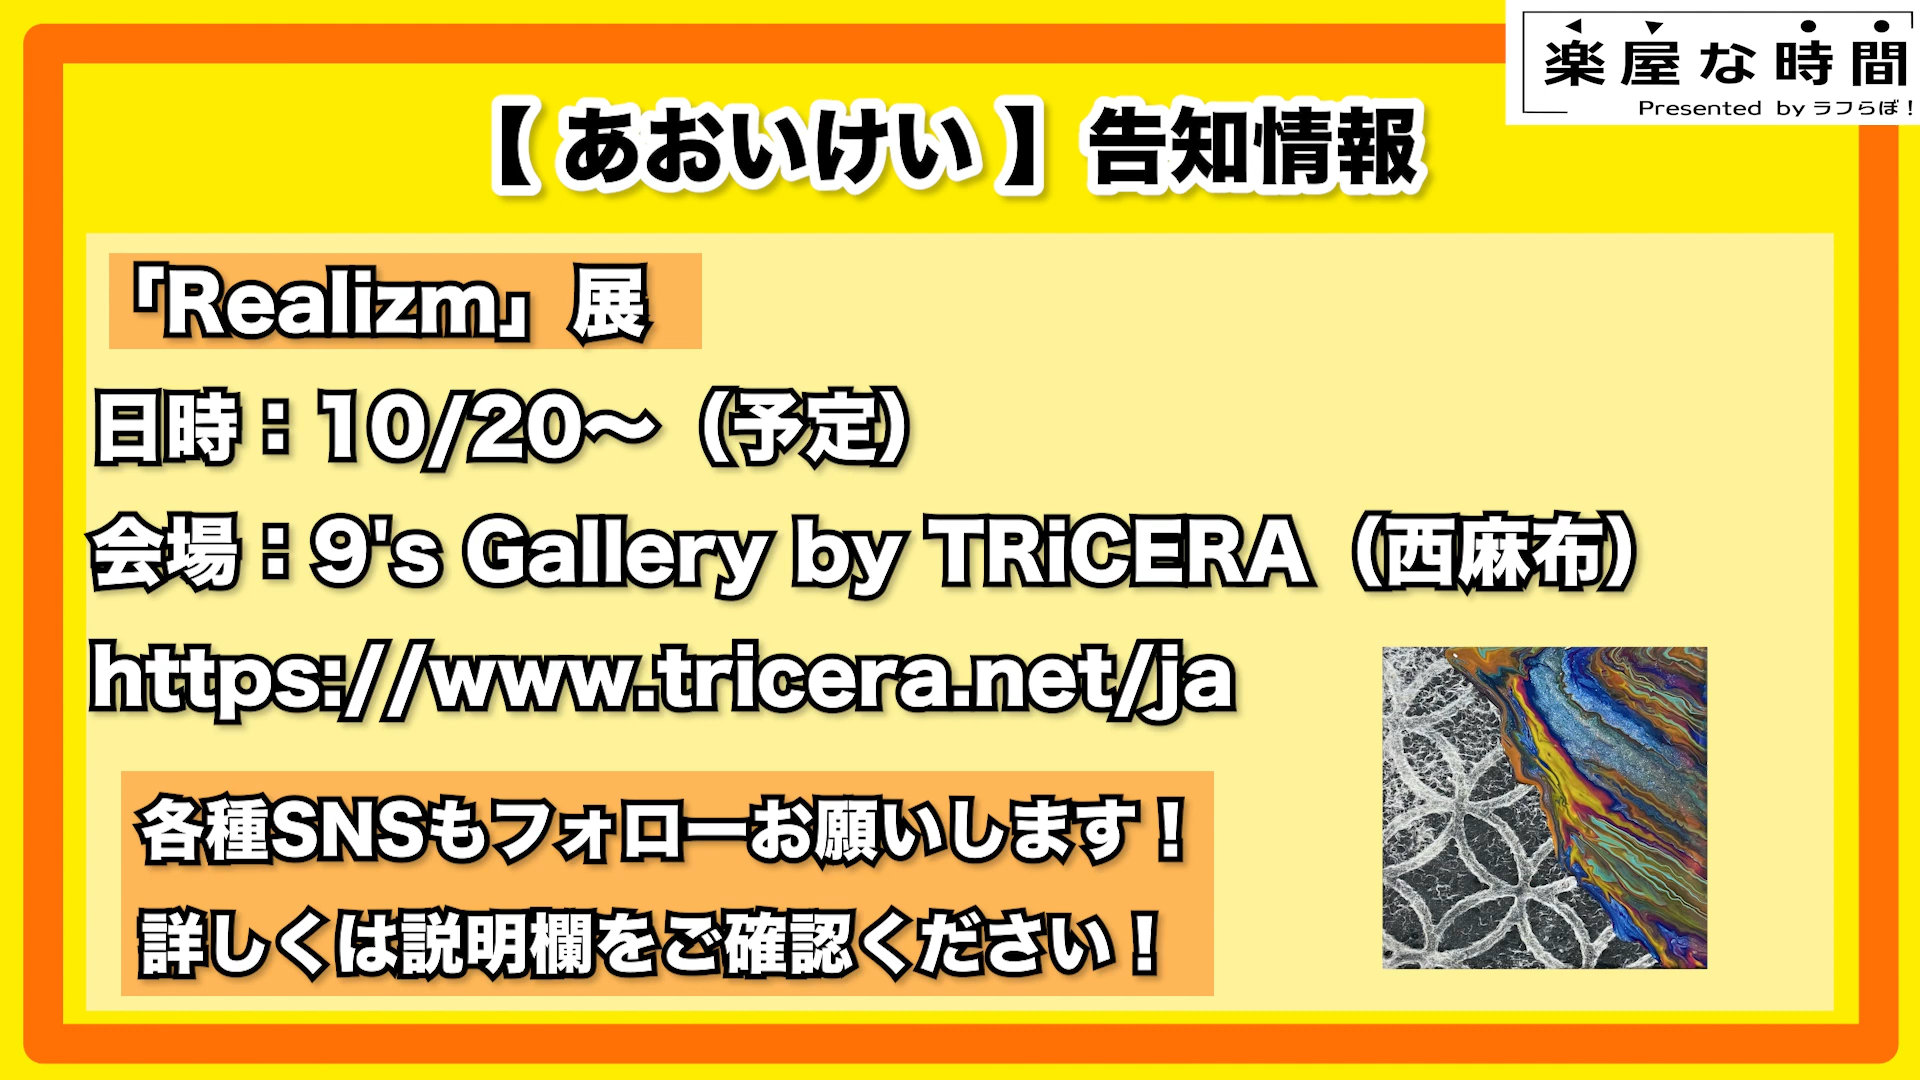 楽屋な時間
Presented by ラフらぼ！
【 あおいけい 】告知情報
「Realizm」展
日時：10/20〜（予定）
会場：9's Gallery by TRiCERA（西麻布）
https://www.tricera.net/ja
各種SNSもフォローお願いします！
詳しくは説明欄をご確認ください！